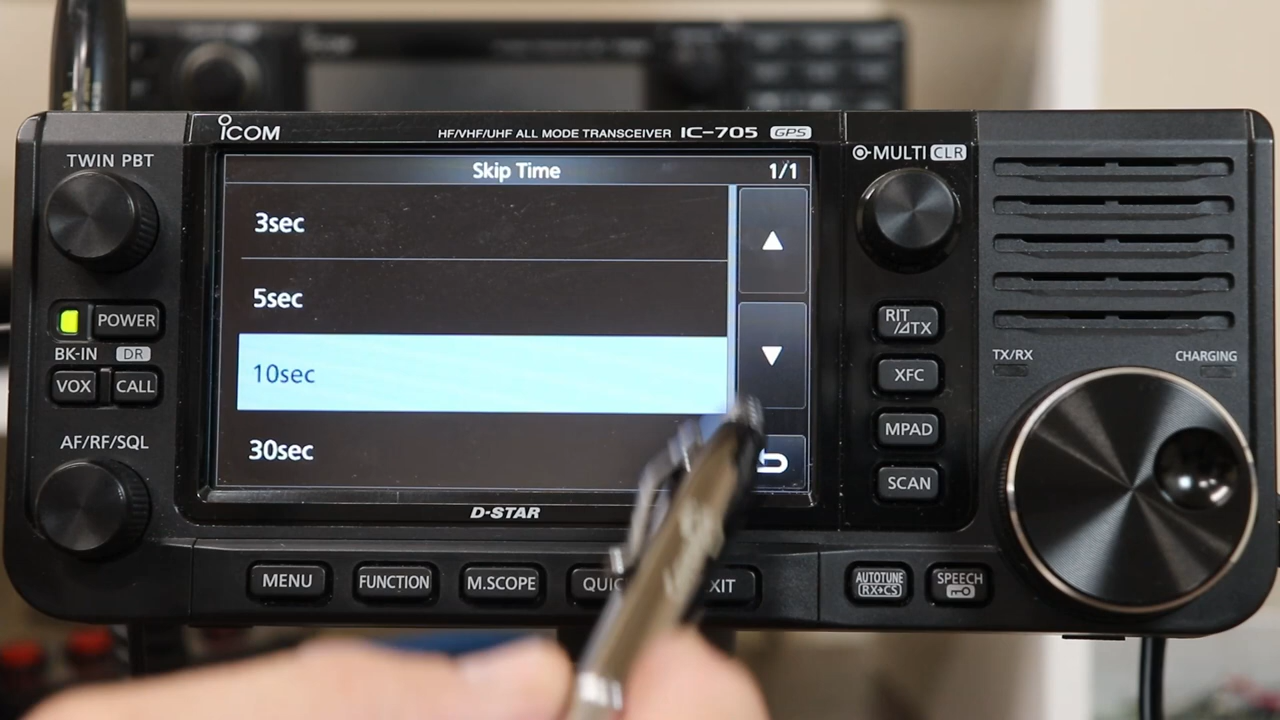 ICOM
HF/VHF/UHF ALL MODE TRANSCEIVER IC-705 GPS
TWIN PBT
Skip Time 1/1
MULTI CLR
3sec
5sec
10sec
30sec
POWER
BK-IN DR
VOX CALL
AF/RF/SQL
RIT
/⊿TX
XFC
MPAD
SCAN
TX/RX CHARGING
D-STAR
MENU FUNCTION M.SCOPE
AUTOTUNE
RX→CS
SPEECH